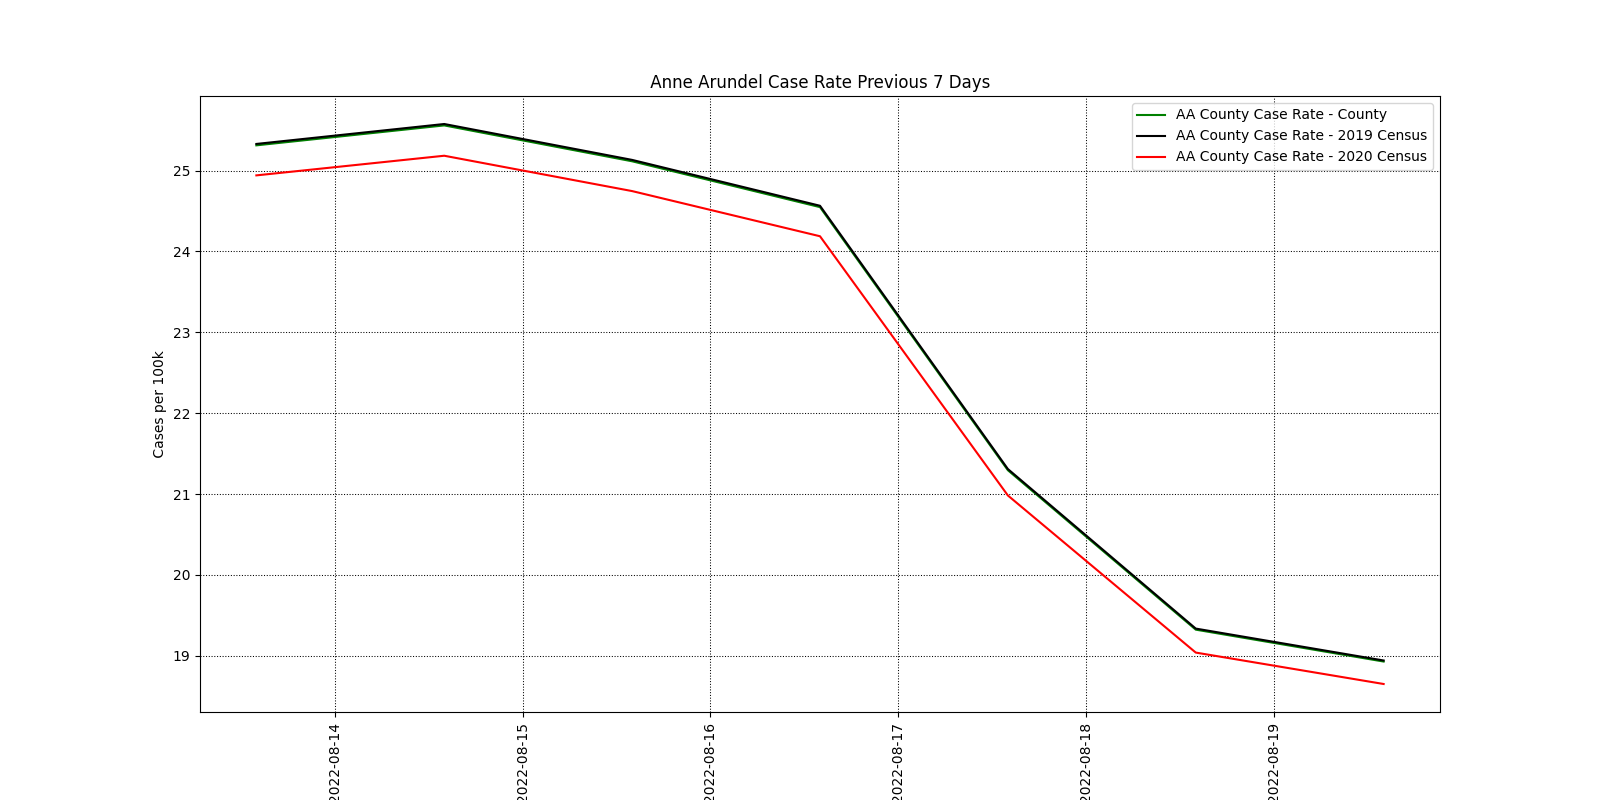 Anne Arundel Case Rate Previous 7 Days
AA County Case Rate - County
AA County Case Rate - 2019 Census
AA County Case Rate - 2020 Census
Cases per 100k
25
24
23
22
21
20
19
2022-08-14
2022-08-15
2022-08-16
2022-08-17
2022-08-18
2022-08-19